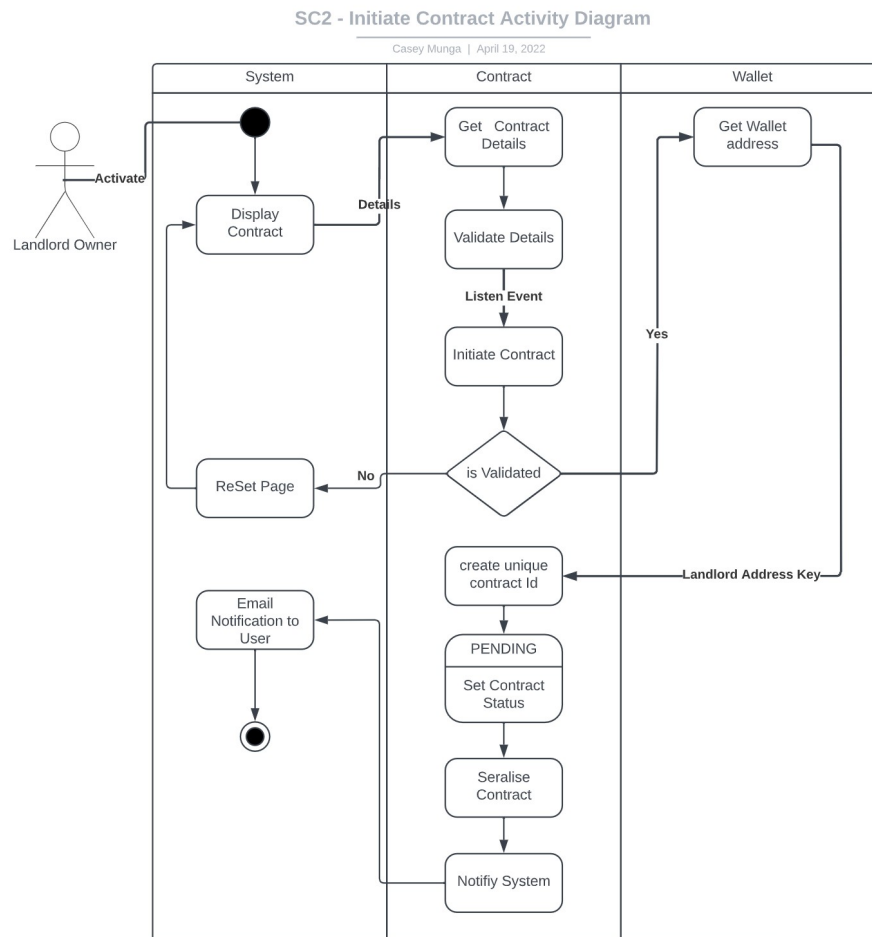 SC2 - Initiate Contract Activity Diagram
Casey Munga | April 19, 2022
System
Contract
Wallet
Get Contract
Details
Get Wallet
address
Activate
Landlord Owner
Display
Contract
Details
Validate Details
Listen Event
Initiate Contract
Yes
is Validated
No
ReSet Page
create unique
contract Id
Landlord Address Key
Email
Notification to
User
PENDING
Set Contract
Status
Seralise
Contract
Notifiy System